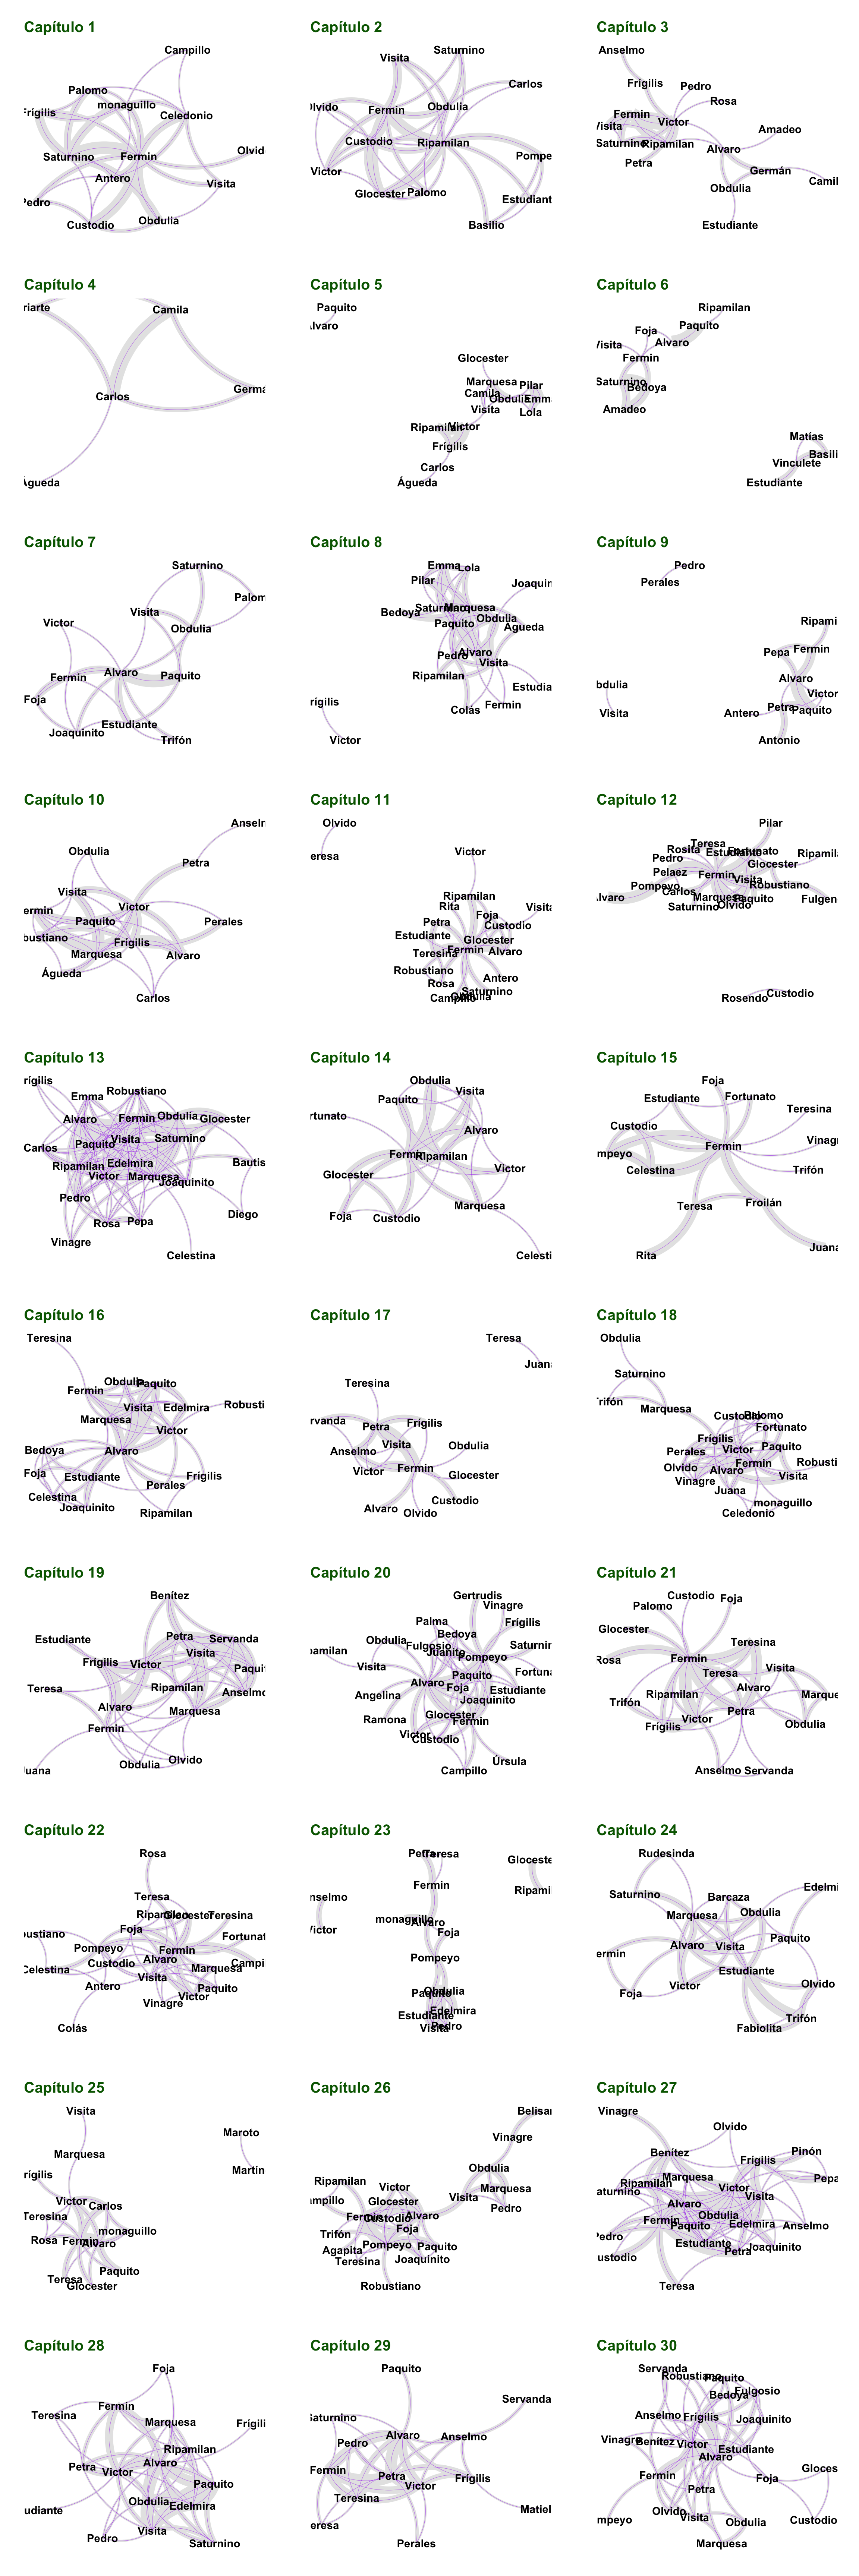 Capítulo 1
Campillo
Palomo
monaguillo
Frígilis
Celedonio
Saturnino
Fermin
Olvid
Antero
Visita
Pedro
Custodio
Obdulia
Capítulo 2
Saturnino
Visita
Carlos
Olvido
Fermin
Obdulia
Custodio
Ripamilan
Pompe
Victor
Glocester
Palomo
Estudiant
Basilio
Capítulo 3
Anselmo
Frígilis
Pedro
Rosa
Fermin
Victor
Visita
Amadeo
Saturnino
Ripamilan
Alvaro
Petra
Germán
Camil
Obdulia
Estudiante
Capítulo 4
riarte
Camila
Germá
Carlos
Águeda
Capítulo 5
Paquito
Alvaro
Glocester
Marquesa
Pilar
Camila
Obdulia
Emm
Visita
Lola
Ripamilan
Victor
Frígilis
Carlos
Águeda
Capítulo 6
Ripamilan
Paquito
Foja
Visita
Alvaro
Fermin
Saturnino
Bedoya
Amadeo
Matías
Basili
Vinculete
Estudiante
Capítulo 7
Saturnino
Palom
Visita
Victor
Obdulia
Alvaro
Fermin
Paquito
Foja
Estudiante
Joaquinito
Trifón
Capítulo 8
Emma
Lola
Pilar
Joaquin
Bedoya
Saturnino
Marquesa
Paquito
Obdulia
Águeda
Pedro
Alvaro
Visita
Ripamilan
Estudia
Frígilis
Colás
Fermin
Victor
Capítulo 9
Pedro
Perales
Ripami
Pepa
Fermin
Alvaro
Obdulia
Victor
Visita
Antero
Petra
Paquito
Antonio
Capítulo 10
Anseln
Obdulia
Petra
Visita
Fermin
Victor
Paquito
Perales
bustiano
Frígilis
Marquesa
Alvaro
Águeda
Carlos
Capítulo 11
Olvido
Teresa
Victor
Ripamilan
Rita
Visita
Foja
Petra
Custodio
Estudiante
Glocester
Teresina
Fermin
Alvaro
Robustiano
Antero
Rosa
Saturnino
Campillo
Obdulia
Capítulo 12
Pilar
Teresa
Rosita
Estudiante
Fortunato
Ripamil
Pedro
Glocester
Pelaez
Fermin
Visita
Pompeyo
Carlos
Robustiano
Alvaro
Marquesa
Paquito
Fulgen
Saturnino
Olvido
Rosendo
Custodio
Capítulo 13
Frígilis
Emma
Robustiano
Alvaro
Fermin
Obdulia
Glocester
Carlos
Paquito
Visita
Saturnino
Ripamilan
Edelmira
Bautis
Victor
Marquesa
Joaquinito
Pedro
Rosa
Pepa
Diego
Vinagre
Celestina
Capítulo 14
Obdulia
Visita
Paquito
rtunato
Alvaro
Fermin
Ripamilan
Victor
Glocester
Marquesa
Foja
Custodio
Celesti
Capítulo 15
Foja
Estudiante
Fortunato
Teresina
Custodio
Vinagr
Fermin
mpeyo
Celestina
Trifón
Teresa
Froilán
Rita
Juana
Capítulo 16
Teresina
Obdulia
Paquito
Fermin
Visita
Edelmira
Robusti
Marquesa
Victor
Bedoya
Alvaro
Foja
Estudiante
Frígilis
Perales
Celestina
Joaquinito
Ripamilan
Capítulo 17
Teresa
Juana
Teresina
rvanda
Petra
Frígilis
Anselmo
Visita
Obdulia
Victor
Fermin
Glocester
Custodio
Alvaro
Olvido
Capítulo 18
Obdulia
Saturnino
Trifón
Marquesa
Custodio
Palomo
Fortunato
Frígilis
Perales
Victor
Paquito
Olvido
Fermin
Robusti
Vinagre
Alvaro
Visita
Juana
monaguillo
Celedonio
Capítulo 19
Benítez
Estudiante
Petra
Servanda
Visita
Frígilis
Victor
Paquit
Teresa
Ripamilan
Anselmo
Alvaro
Marquesa
Fermin
Juana
Obdulia
Olvido
Capítulo 20
Gertrudis
Vinagre
Palma
Frígilis
Bedoya
Obdulia
Fulgosio
Saturnin
pamilan
Juanito
Pompeyo
Visita
Paquito
Fortuna
Alvaro
Foja
Estudiante
Angelina
Joaquinito
Ramona
Glocester
Fermin
Victor
Custodio
Úrsula
Campillo
Capítulo 21
Custodio
Foja
Palomo
Glocester
Teresina
Rosa
Fermin
Visita
Teresa
Ripamilan
Alvaro
Marque
Trifón
Petra
Frígilis
Victor
Obdulia
Anselmo
Servanda
Capítulo 22
Rosa
Teresa
Ripamilan
Glocester
Teresina
Foja
bustiano
Fortunat
Pompeyo
Fermin
Custodio
Alvaro
Campi
Celestina
Marquesa
Antero
Visita
Paquito
Vinagre
Victor
Colás
Capítulo 23
Petra
Teresa
Gloceste
Fermin
Ripami
Anselmo
monaguillo
Alvaro
Victor
Foja
Pompeyo
Paquito
Obdulia
Estudiante
Edelmira
Visita
Pedro
Capítulo 24
Rudesinda
Edelmi
Saturnino
Barcaza
Marquesa
Obdulia
Fermin
Alvaro
Visita
Paquito
Estudiante
Foja
Victor
Olvido
Fabiolita
Trifón
Capítulo 25
Visita
Maroto
Marquesa
Martín
Frígilis
Victor
Carlos
Teresina
monaguillo
Rosa
Fermin
Alvaro
Paquito
Teresa
Glocester
Capítulo 26
Belisar
Vinagre
Obdulia
Ripamilan
Victor
Marquesa
ampillo
Glocester
Visita
Pedro
Fermin
Custodio
Alvaro
Trifón
Foja
Agapita
Pompeyo
Paquito
Teresina
Joaquinito
Robustiano
Capítulo 27
Vinagre
Olvido
Benítez
Pinón
Frígilis
Saturnino
Ripamilan
Marquesa
Pepa
Victor
Alvaro
Visita
Pedro
Fermin
Obdulia
Paquito
Edelmira
Anselmo
Custodio
Estudiante
Petra
Joaquinito
Teresa
Capítulo 28
Foja
Teresina
Fermin
Marquesa
Frígili
Ripamilan
Petra
Victor
Alvaro
Paquito
Obdulia
Edelmira
udiante
Pedro
Visita
Saturnino
Capítulo 29
Paquito
Servanda
Saturnino
Pedro
Alvaro
Anselmo
Fermin
Petra
Victor
Frígilis
Teresina
Teresa
Matiel
Perales
Capítulo 30
Servanda
Robustiano
Paquito
Bedoya
Fulgosio
Anselmo
Frígilis
Joaquinito
Vinagre
Benítez
Victor
Estudiante
Alvaro
Gloces
Fermin
Petra
Foja
mpeyo
Olvido
Visita
Obdulia
Custodio
Marquesa